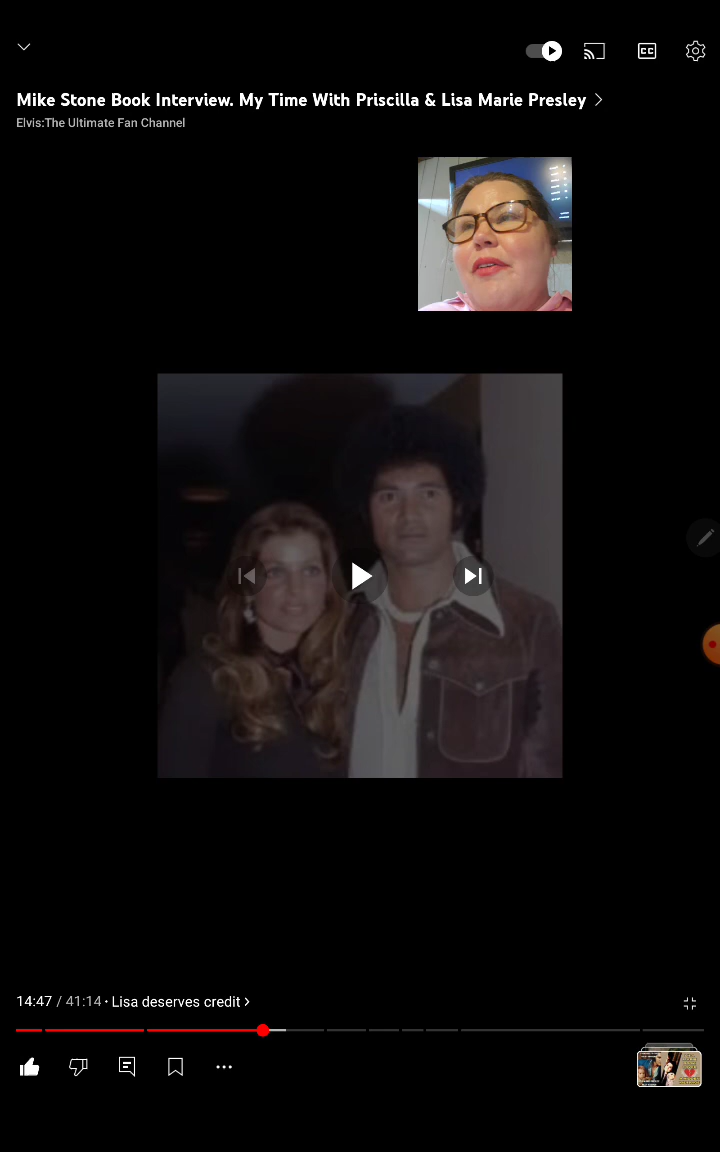 CC
Mike Stone Book Interview. My Time With Priscilla & Lisa Marie Presley
Elvis:The Ultimate Fan Channel
14:47 / 41:14 · Lisa deserves credit